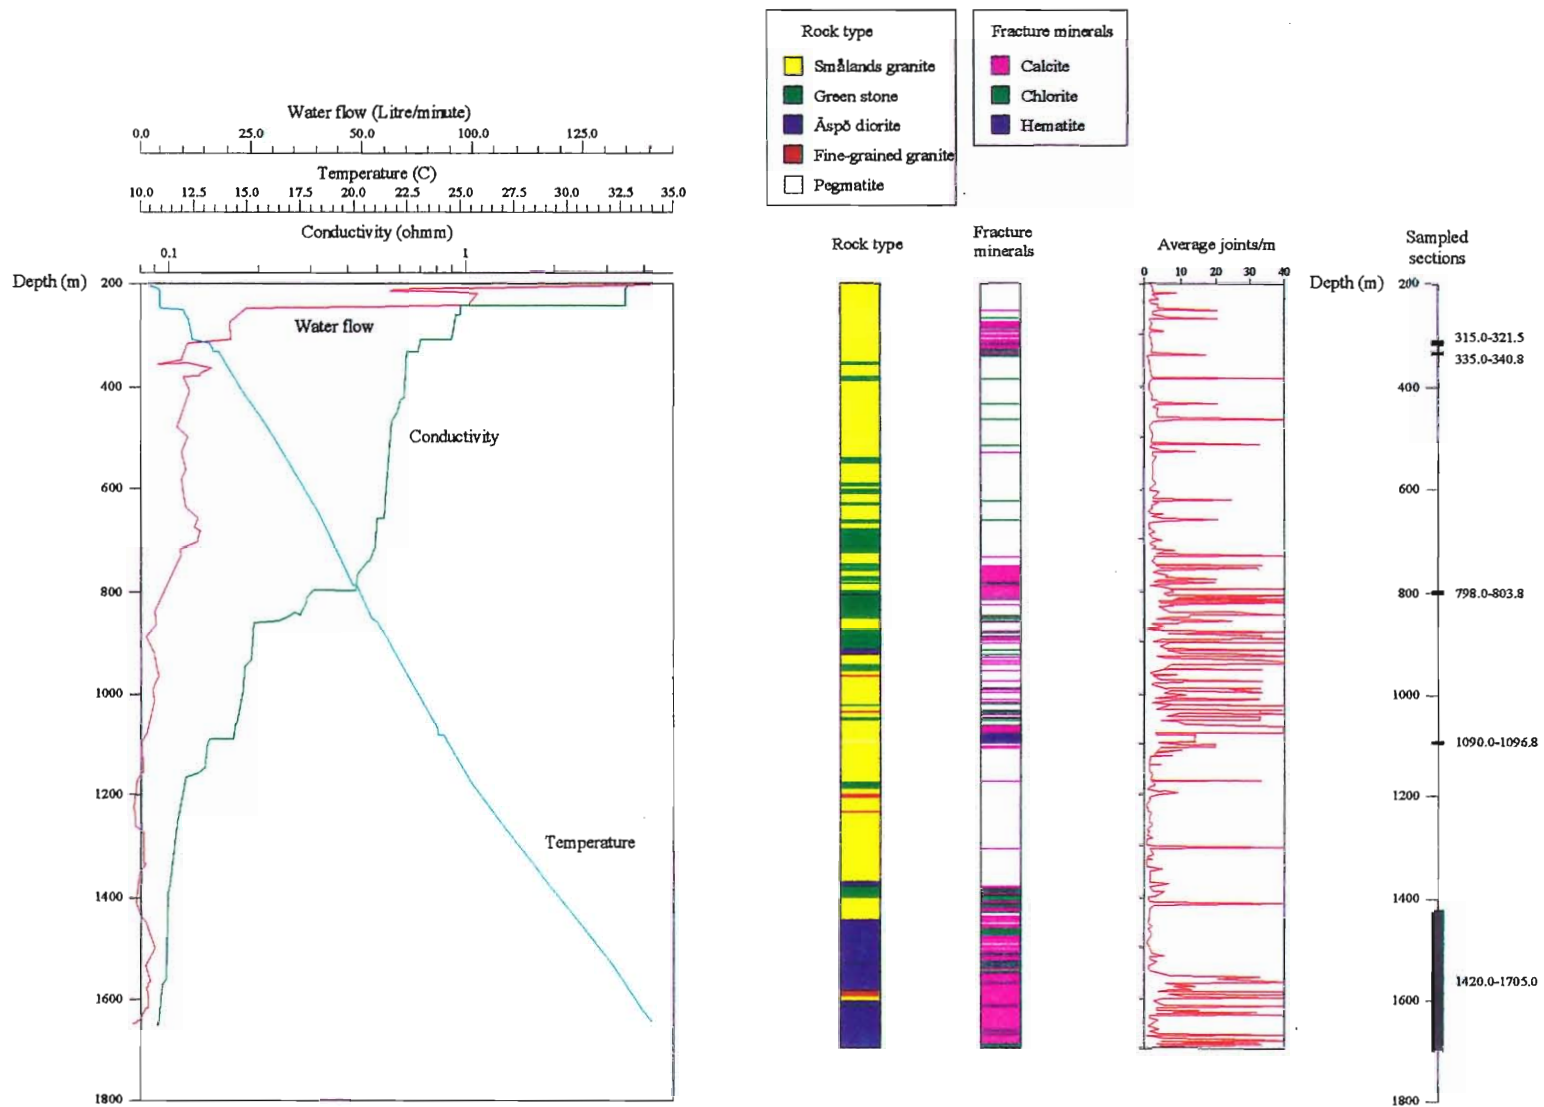 Rock type
Smålands granite
Green stone
Äspö diorite
Fine-grained granite
Pegmatite
Fracture minerals
Calcite
Chlorite
Hematite
Water flow (Litre/minute)
0.0 25.0 50.0 100.0 125.0
Temperature (C)
10.0 12.5 15.0 17.5 20.0 22.5 25.0 27.5 30.0 32.5 35.0
Conductivity (ohmm)
0.1 1
Depth (m)
200
400
600
800
1000
1200
1400
1600
1800
Water flow
Conductivity
Temperature
Rock type
Fracture
minerals
Average joints/m
0 10 20 30 40
Sampled
sections
Depth (m)
200
400
600
800
1000
1200
1400
1600
1800
315.0-321.5
335.0-340.8
798.0-803.8
1090.0-1096.8
1420.0-1705.0